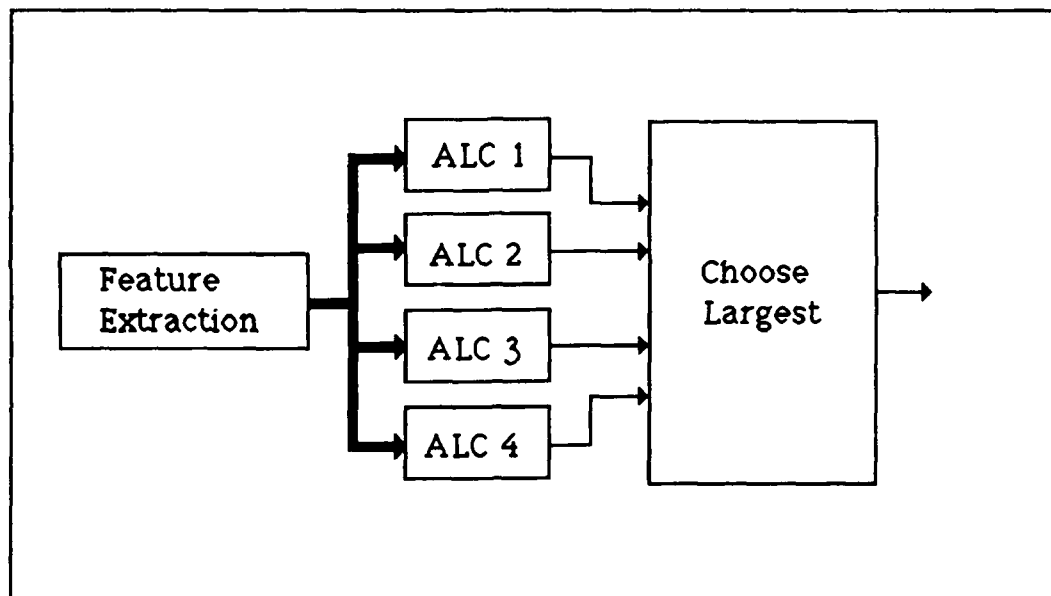 Feature
Extraction
ALC 1
ALC 2
ALC 3
ALC 4
Choose
Largest